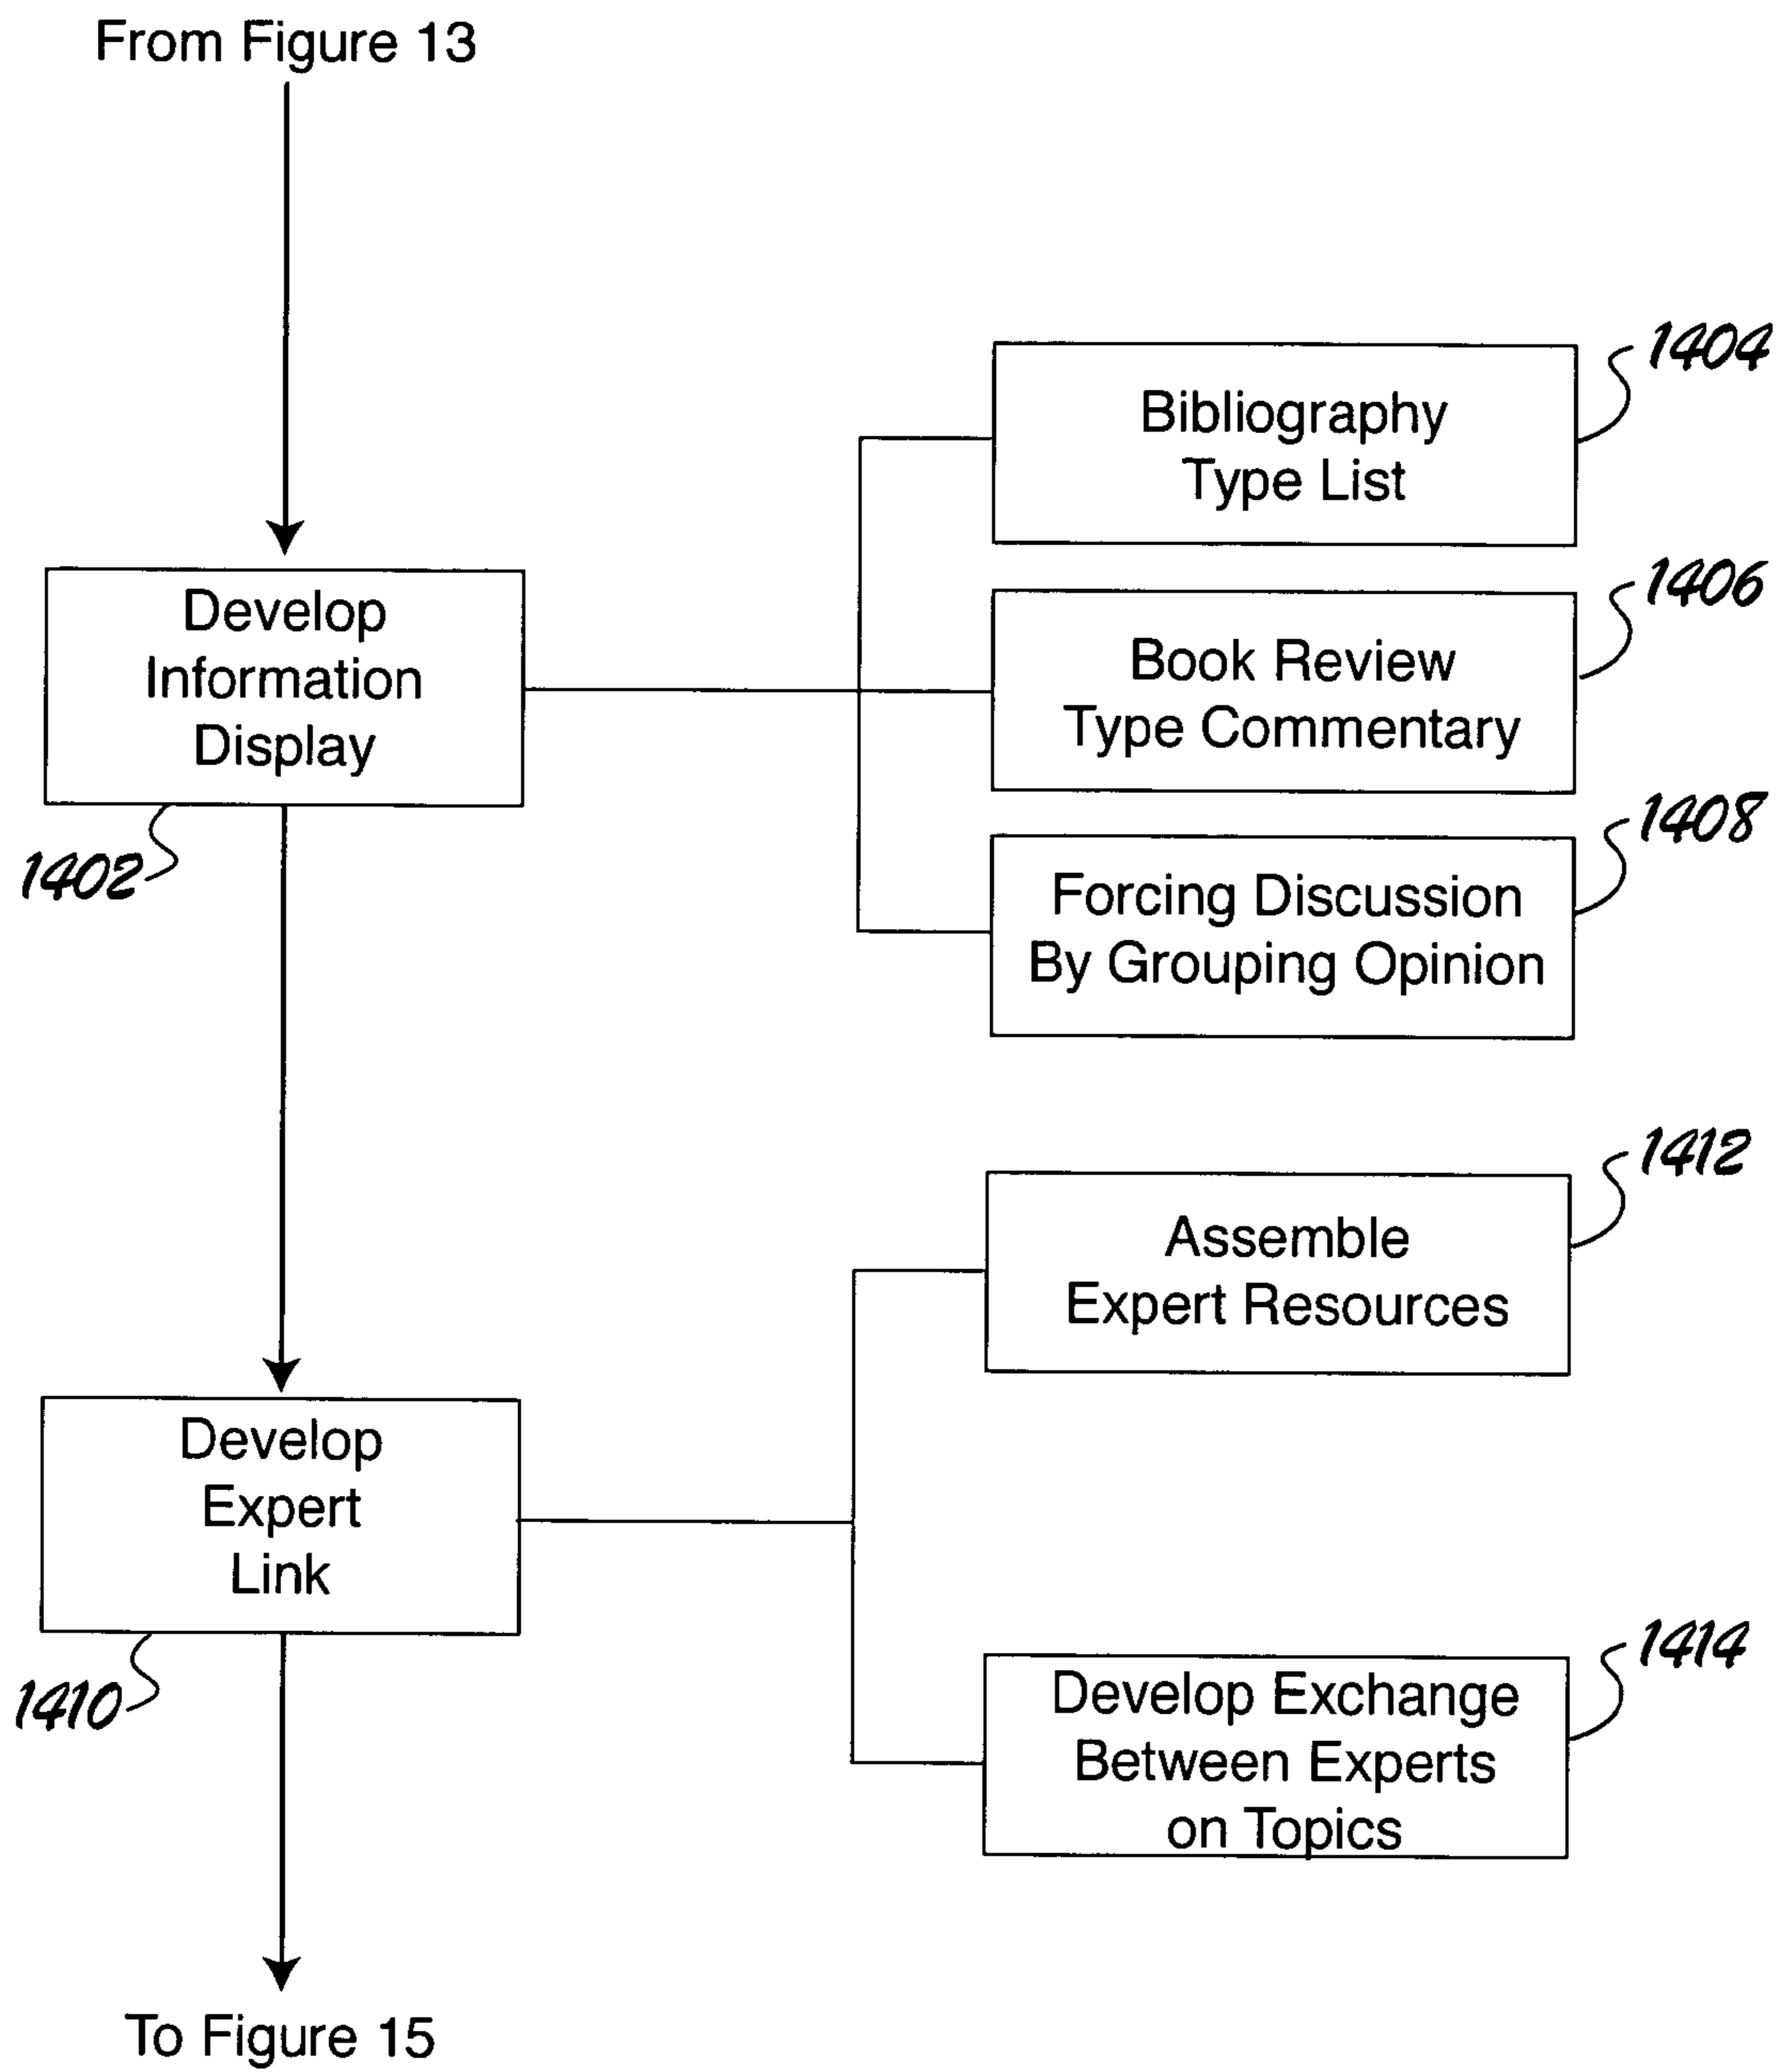 From Figure 13
1404
Bibliography
Type List
1406
Develop
Information
Display
Book Review
Type Commentary
1402
1408
Forcing Discussion
By Grouping Opinion
1412
Assemble
Expert Resources
Develop
Expert
Link
1410
1414
Develop Exchange
Between Experts
on Topics
To Figure 15